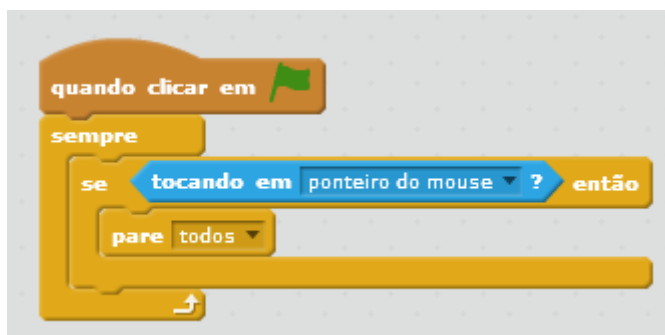 quando clicar em
sempre
se tocando em ponteiro do mouse ? então
pare todos